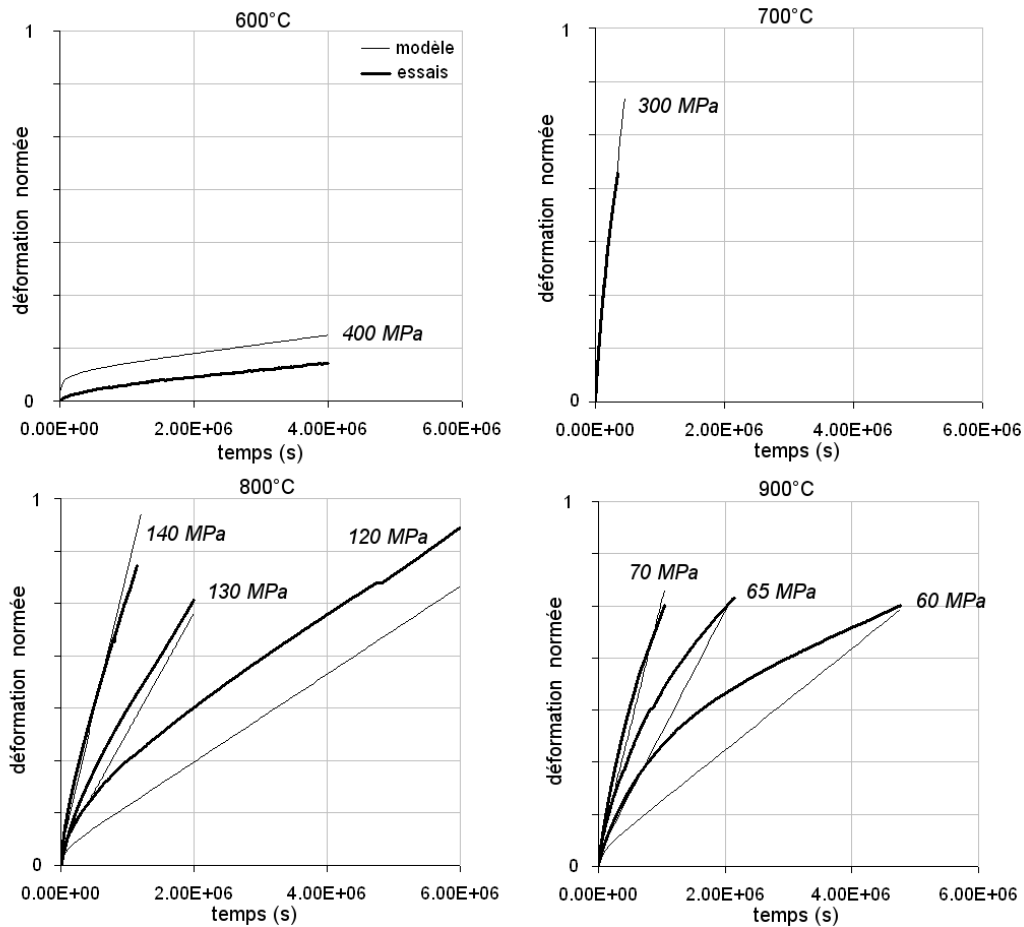 600°C
1
modèle
essais
400 MPa
déformation normée
0
0.00E+00 2.00E+06 4.00E+06 6.00E+06
temps (s)
700°C
1
300 MPa
déformation normée
0
0.00E+00 2.00E+06 4.00E+06 6.00E+06
temps (s)
800°C
1
140 MPa
120 MPa
130 MPa
déformation normée
0
0.00E+00 2.00E+06 4.00E+06 6.00E+06
temps (s)
900°C
1
70 MPa
65 MPa
60 MPa
déformation normée
0
0.00E+00 2.00E+06 4.00E+06 6.00E+06
temps (s)